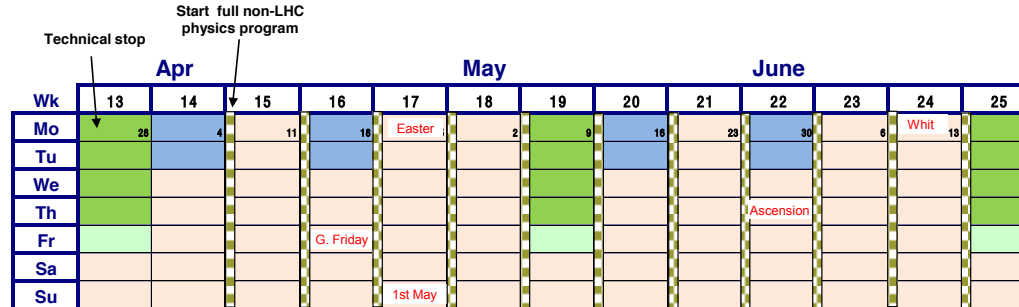 Start full non-LHC
physics program
Technical stop
Apr May June
Wk 13 14 15 16 17 18 19 20 21 22 23 24 25
Mo 28 4 11 18 Easter 2 9 16 23 30 6 Whit 13
Tu
We
Th Ascension
Fr G. Friday
Sa
Su 1st May